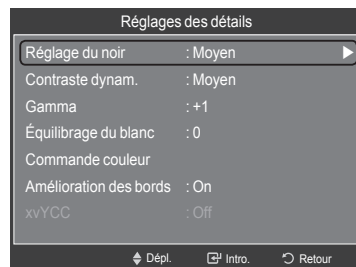 Réglages des détails
Réglage du noir : Moyen
Contraste dynam. : Moyen
Gamma : +1
Équilibrage du blanc : 0
Commande couleur
Amélioration des bords : On
xvYCC : Off
Dépl. Intro. Retour